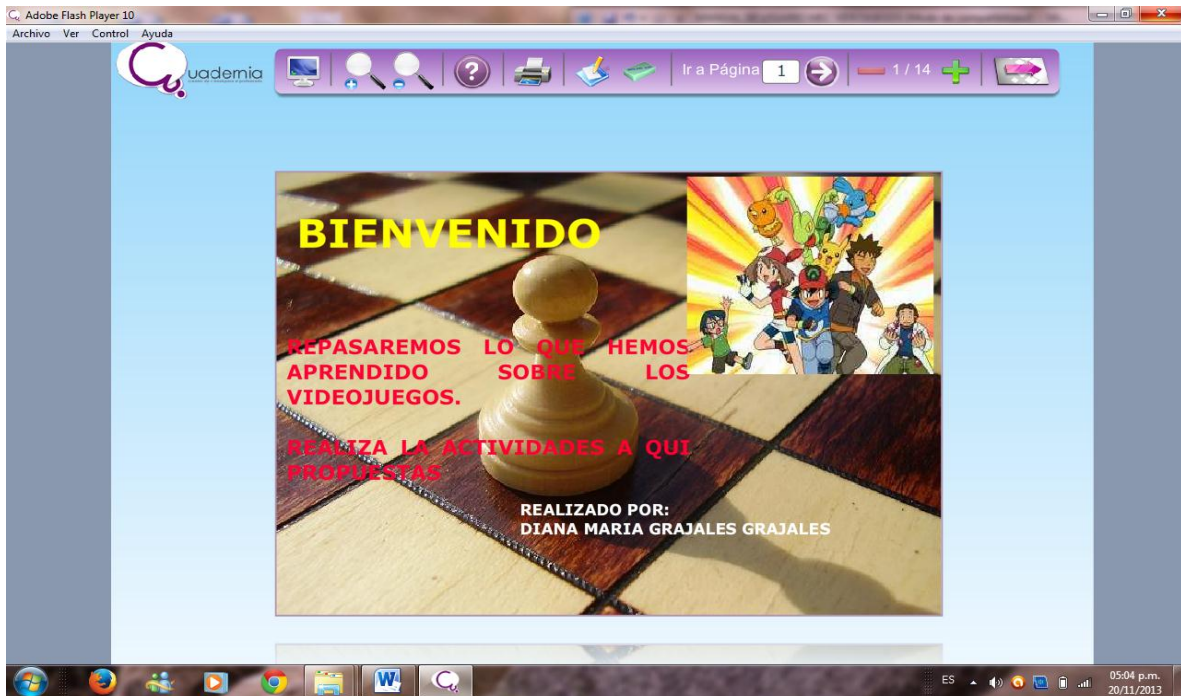 Adobe Flash Player 10
Archivo Ver Control Ayuda
Cuadernia
Ir a Página 1
1 / 14
BIENVENIDO
REPASAREMOS LO QUE HEMOS
APRENDIDO SOBRE LOS
VIDEOJUEGOS.
REALIZA LA ACTIVIDADES A QUI
PROPUESTAS
REALIZADO POR:
DIANA MARIA GRAJALES GRAJALES
ES
05:04 p.m.
20/11/2013